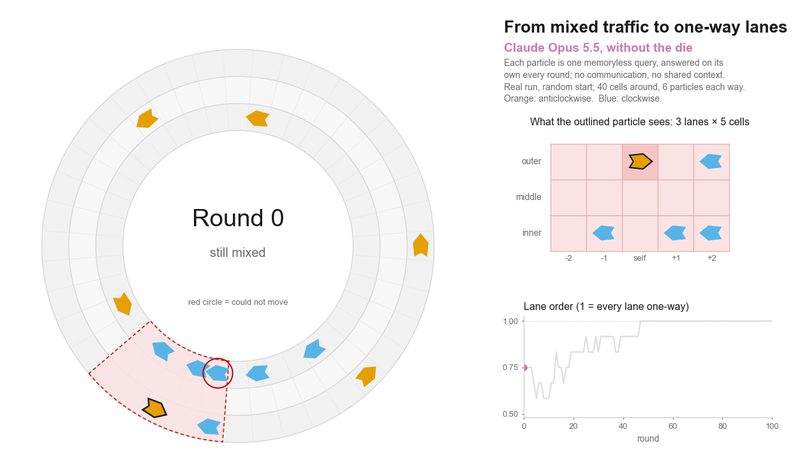 From mixed traffic to one-way lanes
Claude Opus 5.5, without the die
Each particle is one memoryless query, answered on its
own every round; no communication, no shared context.
Real run, random start; 40 cells around, 6 particles each way.
Orange: anticlockwise.  Blue: clockwise.
What the outlined particle sees: 3 lanes × 5 cells
outer
middle
inner
-2 -1 self +1 +2
Round 0
still mixed
red circle = could not move
Lane order (1 = every lane one-way)
1.00
0.75
0.50
0 20 40 60 80 100
round